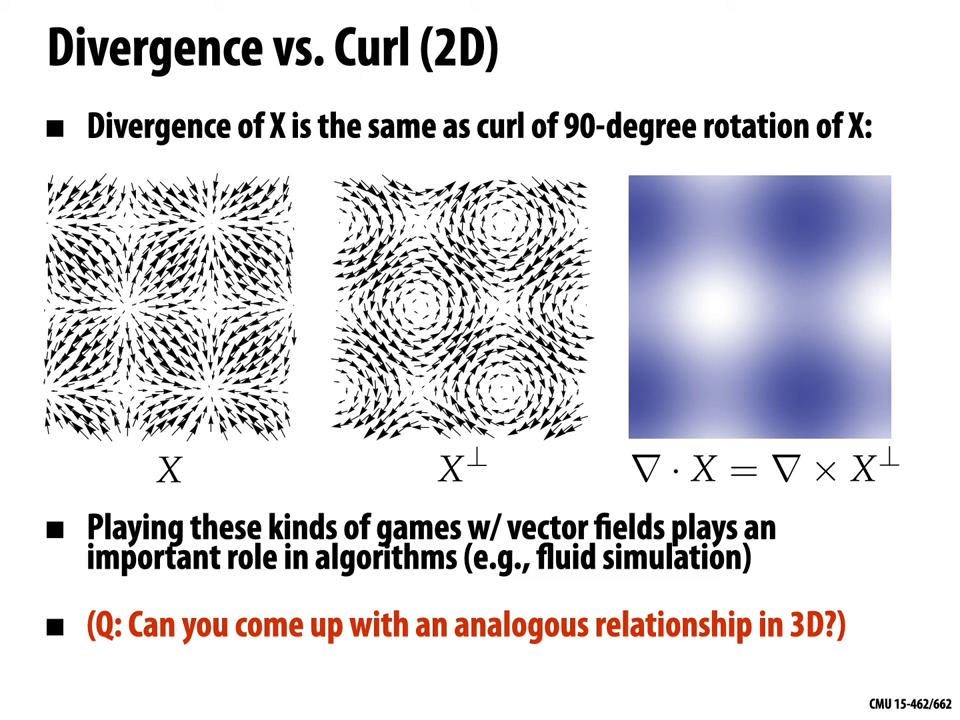 Divergence vs. Curl (2D)
■ Divergence of X is the same as curl of 90-degree rotation of X:
X
X⊥
∇ · X = ∇ × X⊥
■ Playing these kinds of games w/ vector fields plays an
important role in algorithms (e.g., fluid simulation)
■ (Q: Can you come up with an analogous relationship in 3D?)
CMU 15-462/662